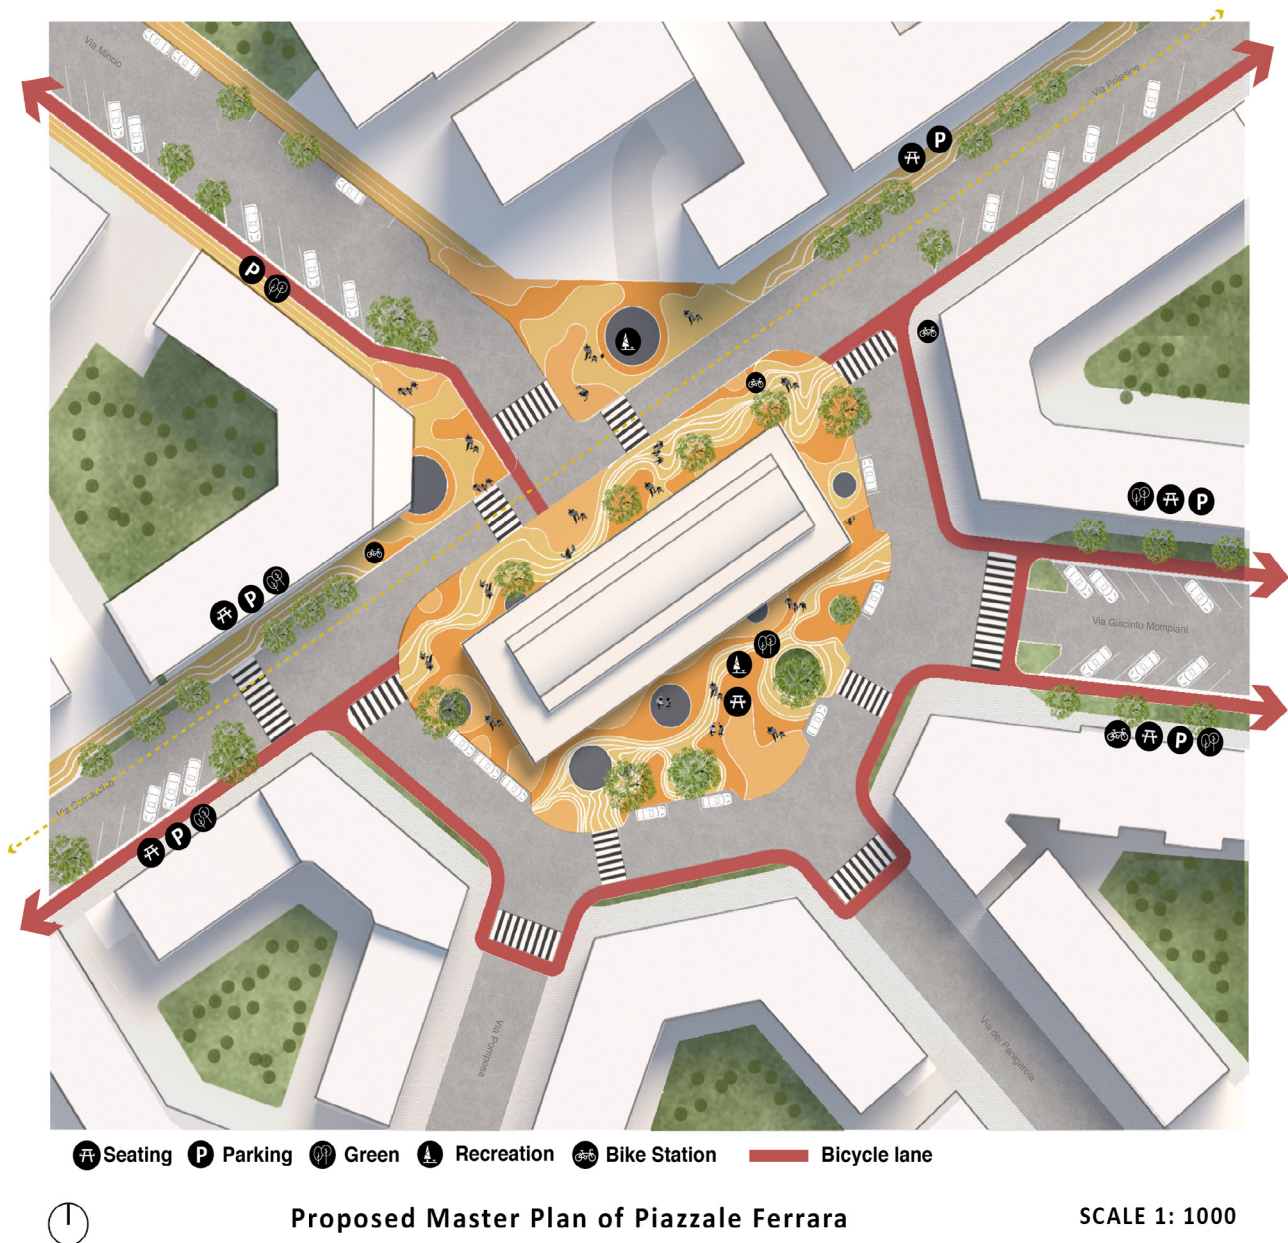 Via Mincio
Via Polesine
P
P
P
Via Giacinto Mompiani
P
P
Via Comacchio
P
Via Pomposa
Via dei Panigarola
Seating
P Parking
Green
Recreation
Bike Station
Bicycle lane
Proposed Master Plan of Piazzale Ferrara
SCALE 1: 1000